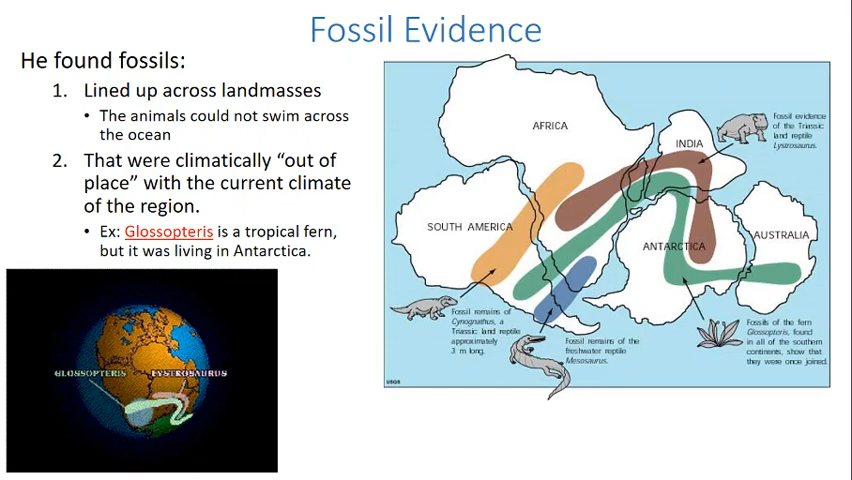 Fossil Evidence
He found fossils:
1. Lined up across landmasses
• The animals could not swim across
the ocean
2. That were climatically “out of
place” with the current climate
of the region.
• Ex: Glossopteris is a tropical fern,
but it was living in Antarctica.
GLOSSOPTERIS
LYSTROSAURUS
AFRICA
INDIA
SOUTH AMERICA
ANTARCTICA
AUSTRALIA
Fossil evidence
of the Triassic
land reptile
Lystrosaurus.
Fossil remains of
Cynognathus, a
Triassic land reptile
approximately
3 m long.
Fossil remains of the
freshwater reptile
Mesosaurus.
Fossils of the fern
Glossopteris, found
in all of the southern
continents, show that
they were once joined.
USGS